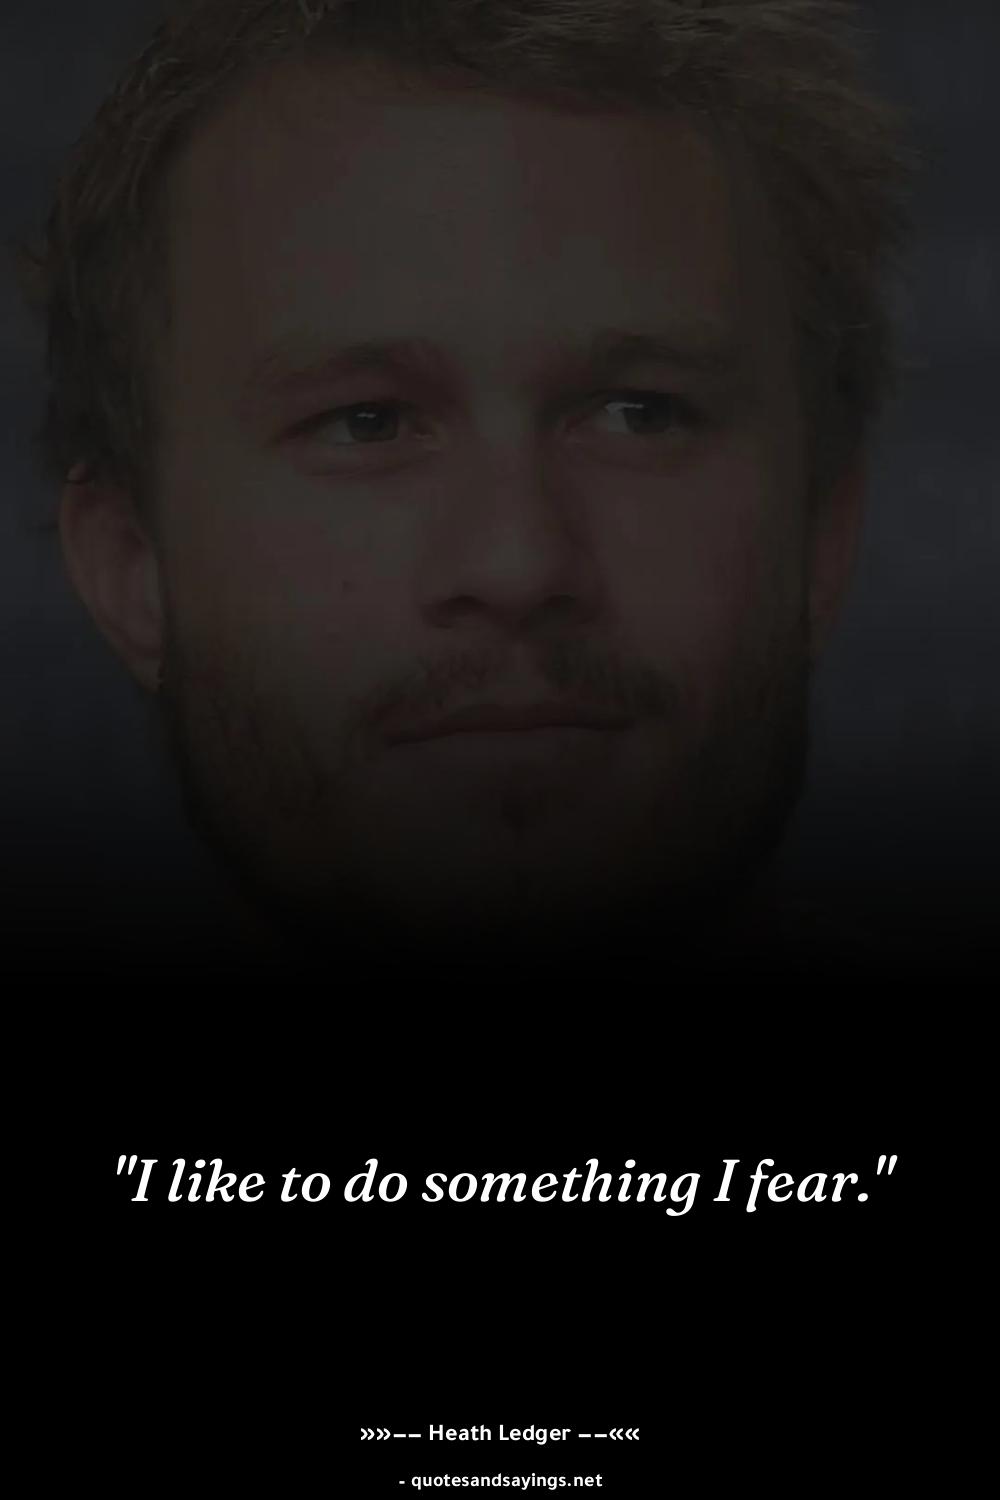 "I like to do something I fear."
»»–– Heath Ledger ––««
- quotesandsayings.net